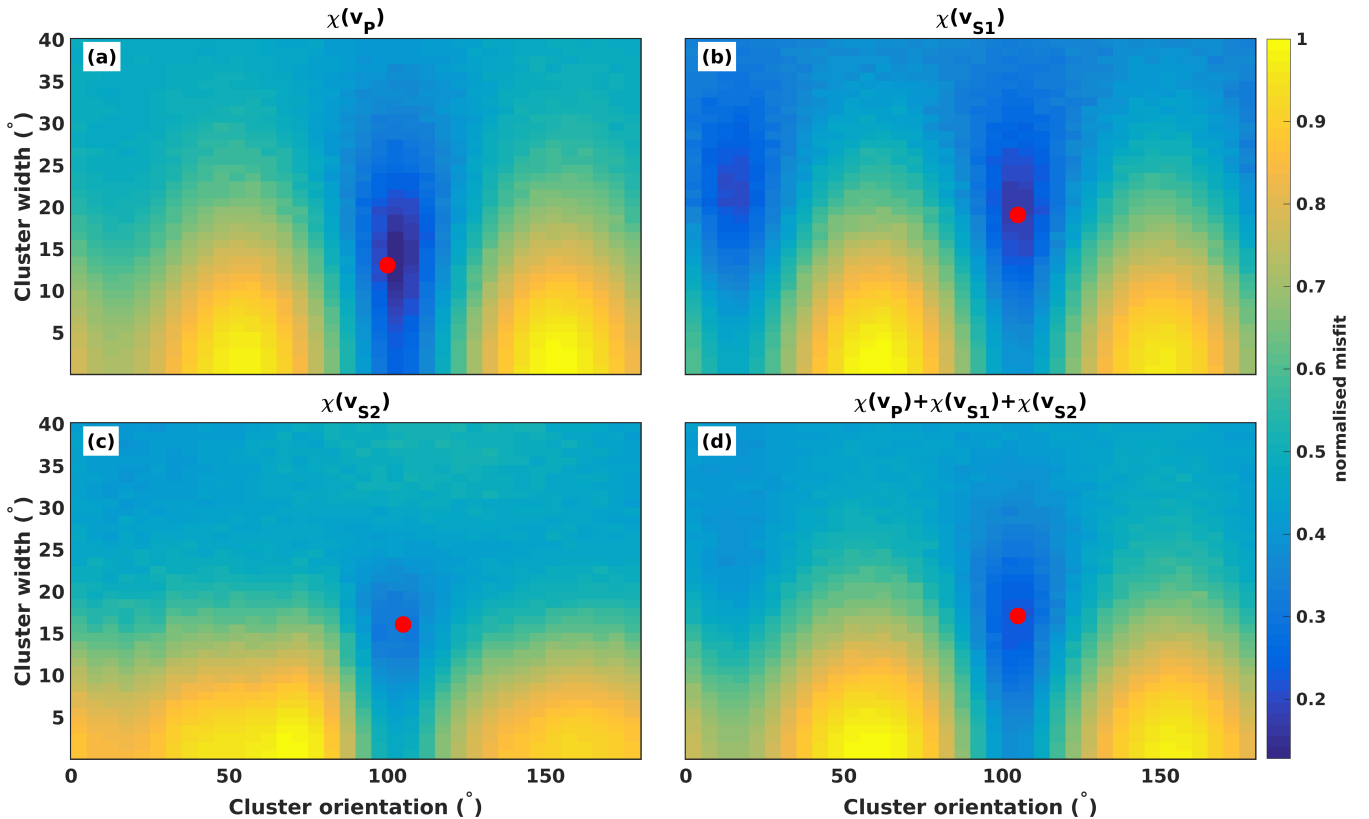 χ(vP)
χ(vS1)
(a)
(b)
40
35
30
25
20
15
10
5
Cluster width (°)
1
0.9
0.8
0.7
0.6
0.5
0.4
0.3
0.2
normalised misfit
χ(vS2)
χ(vP)+χ(vS1)+χ(vS2)
(c)
(d)
40
35
30
25
20
15
10
5
Cluster width (°)
0 50 100 150
0 50 100 150
Cluster orientation (°)
Cluster orientation (°)